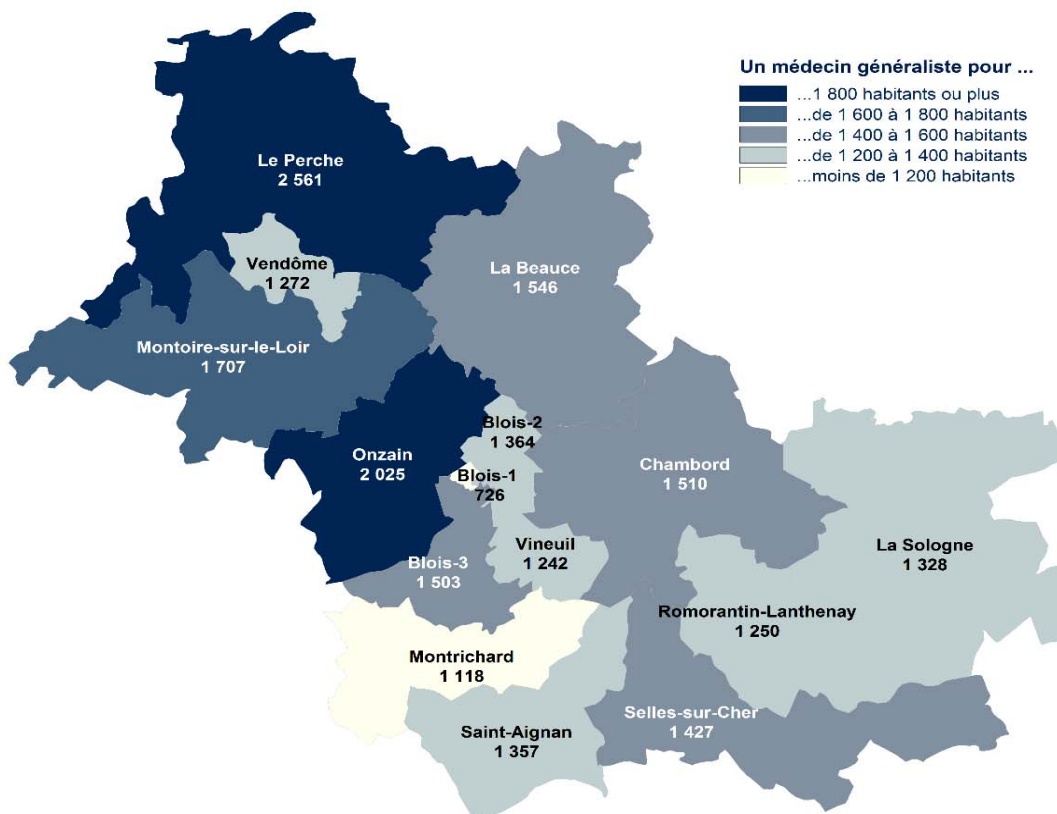 Un médecin généraliste pour ...
...1 800 habitants ou plus
...de 1 600 à 1 800 habitants
...de 1 400 à 1 600 habitants
...de 1 200 à 1 400 habitants
...moins de 1 200 habitants
Le Perche
2 561
Vendôme
1 272
La Beauce
1 546
Montoire-sur-le-Loir
1 707
Blois-2
1 364
Onzain
2 025
Blois-1
726
Chambord
1 510
Vineuil
1 242
La Sologne
1 328
Blois-3
1 503
Romorantin-Lanthenay
1 250
Montrichard
1 118
Selles-sur-Cher
1 427
Saint-Aignan
1 357